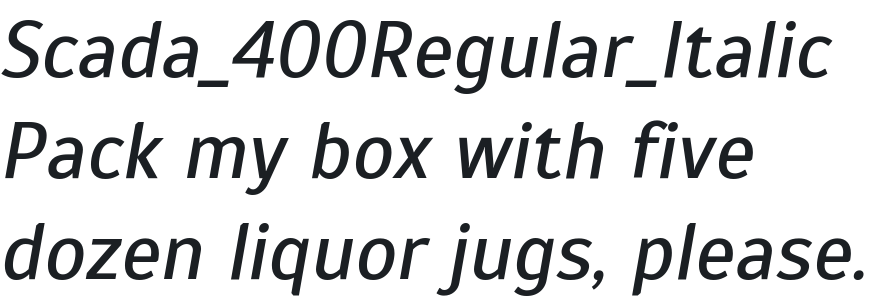 Scada_400Regular_Italic
Pack my box with five
dozen liquor jugs, please.